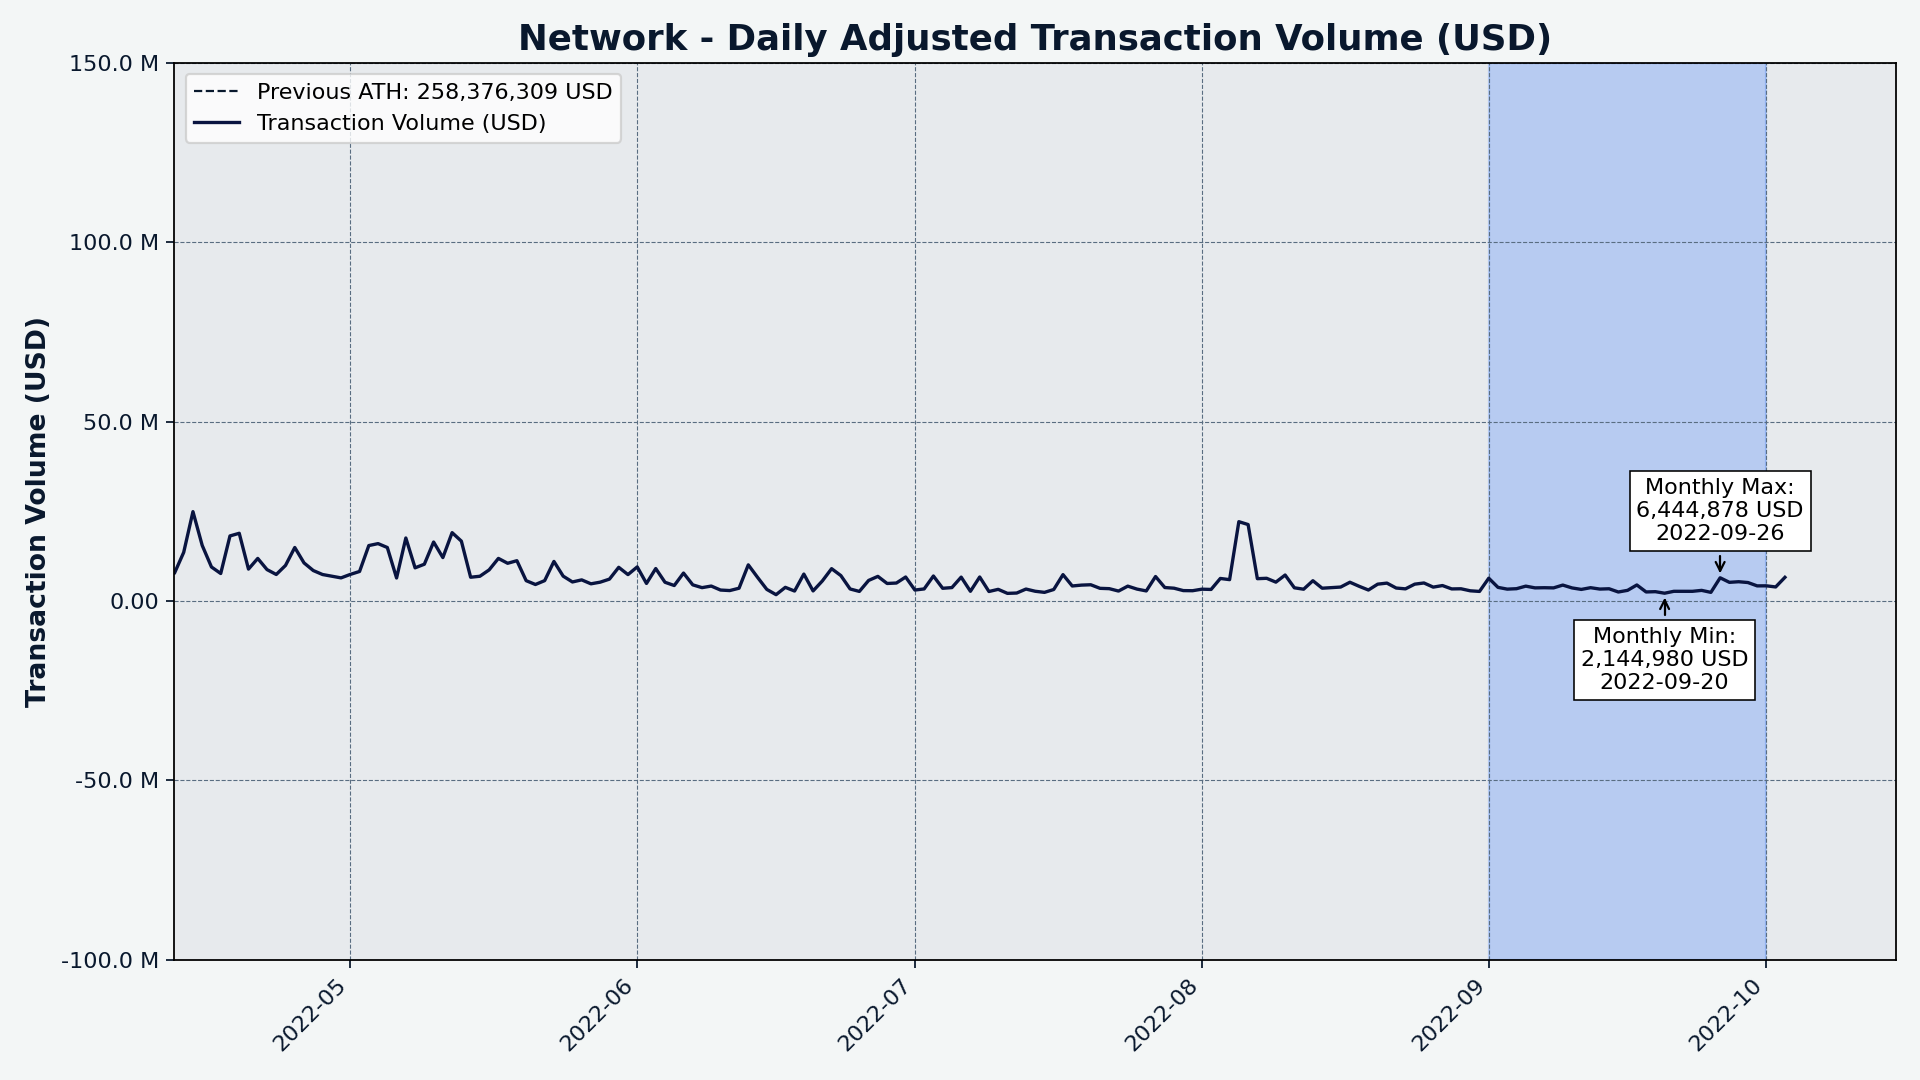 Network - Daily Adjusted Transaction Volume (USD)
Previous ATH: 258,376,309 USD
Transaction Volume (USD)
Transaction Volume (USD)
150.0 M
100.0 M
50.0 M
0.00
-50.0 M
-100.0 M
Monthly Max:
6,444,878 USD
2022-09-26
Monthly Min:
2,144,980 USD
2022-09-20
2022-05
2022-06
2022-07
2022-08
2022-09
2022-10